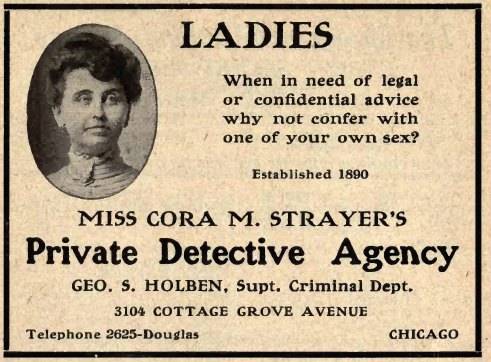 LADIES
When in need of legal
or confidential advice
why not confer with
one of your own sex?
Established 1890
MISS CORA M. STRAYER'S
Private Detective Agency
GEO. S. HOLBEN, Supt. Criminal Dept.
3104 COTTAGE GROVE AVENUE
Telephone 2625-Douglas
CHICAGO